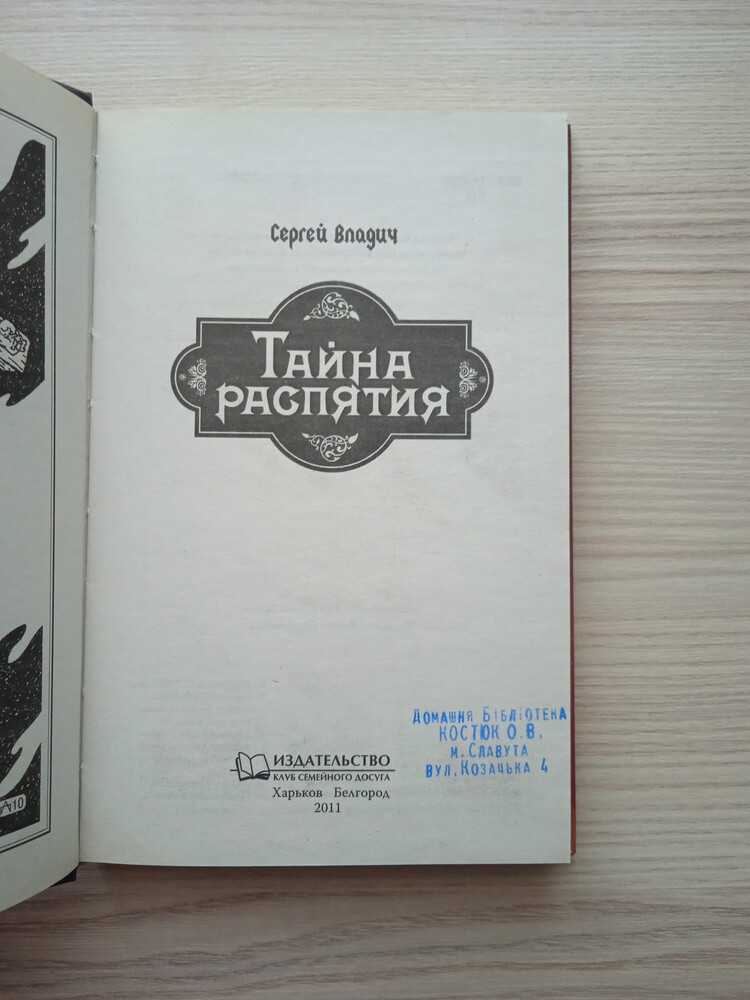 Сергей Владич
Тайна
распятия
ИЗДАТЕЛЬСТВО
КЛУБ СЕМЕЙНОГО ДОСУГА
Харьков Белгород
2011
ДОМАШНЯ БІБЛІОТЕКА
КОСТЮК О.В.
м. СЛАВУТА
ВУЛ. КОЗАЦЬКА 4